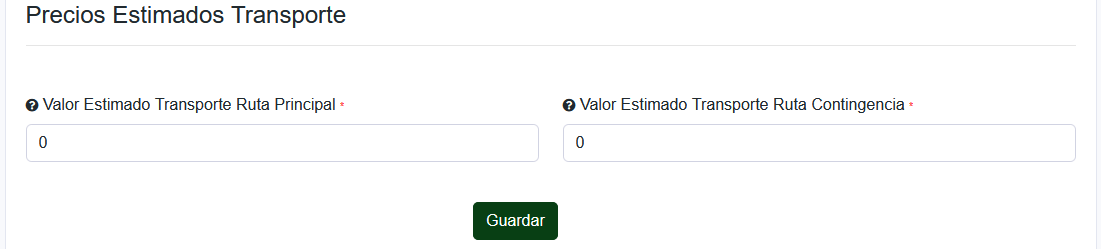 Precios Estimados Transporte
Valor Estimado Transporte Ruta Principal *
Valor Estimado Transporte Ruta Contingencia *
0
0
Guardar